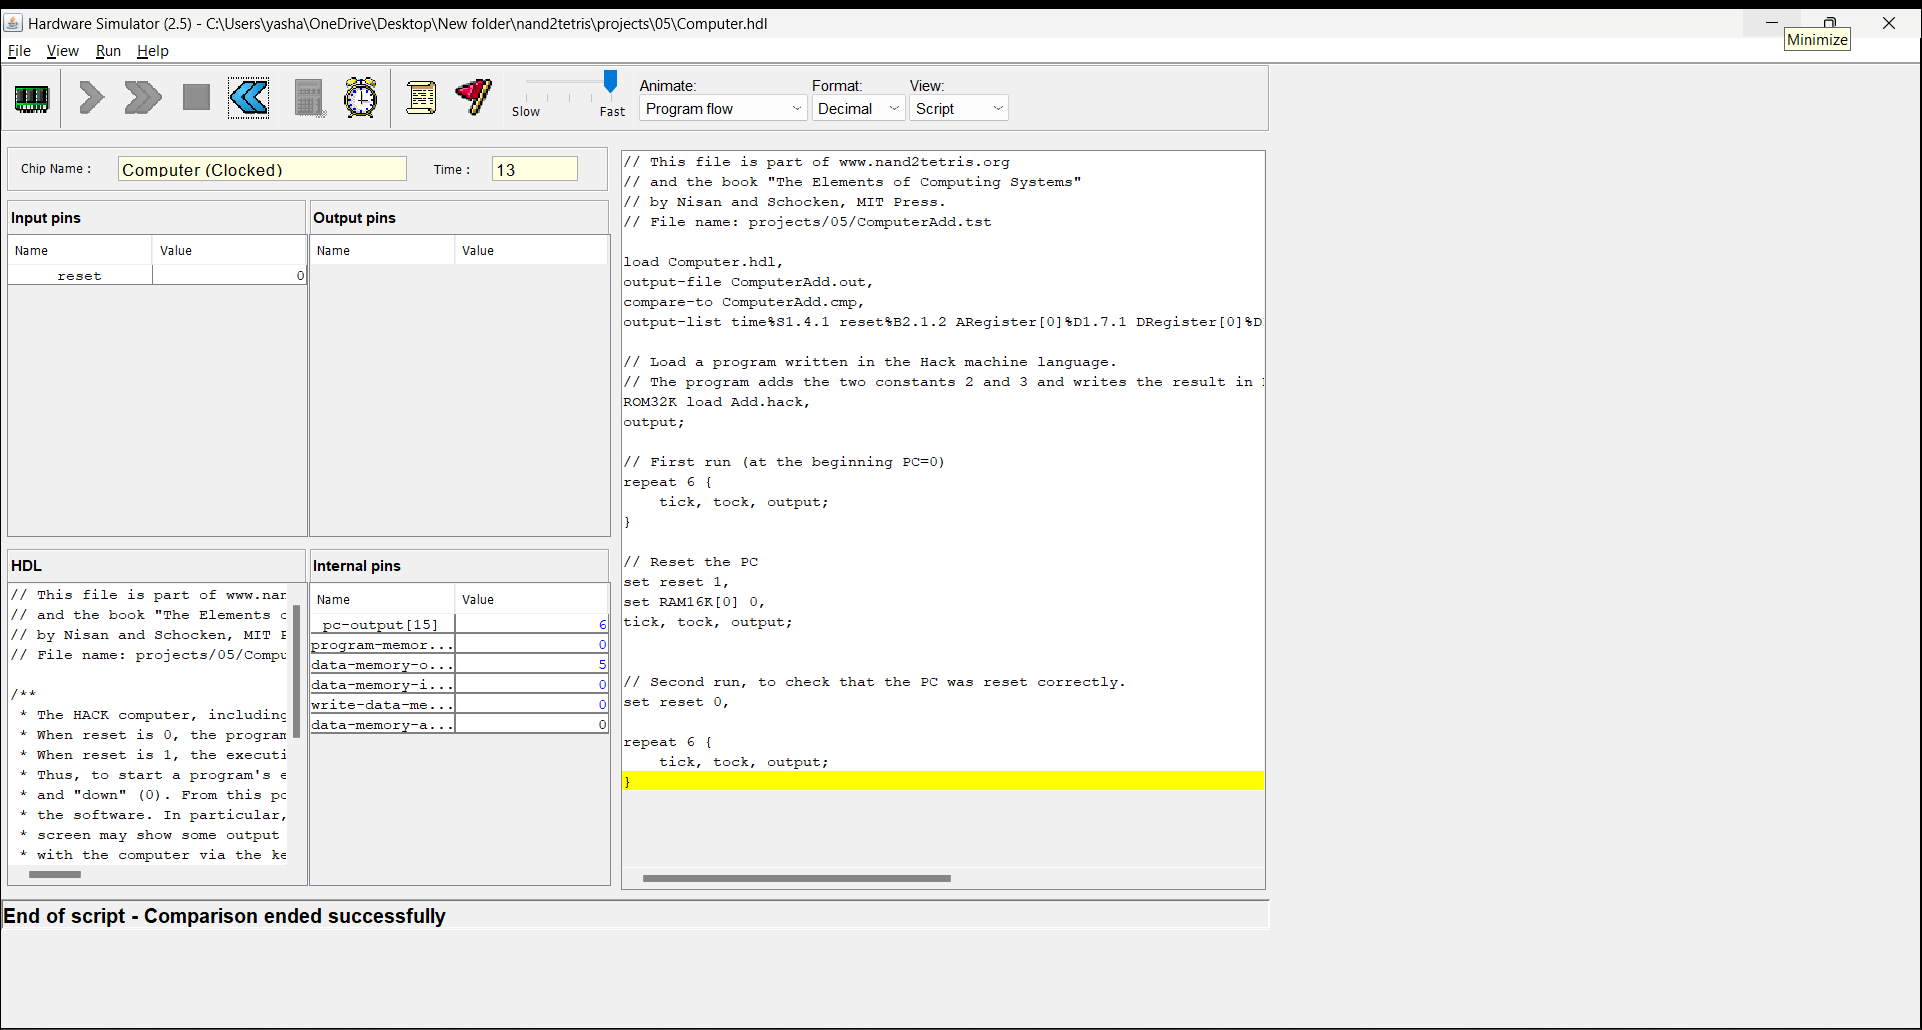 Hardware Simulator (2.5) - C:\Users\yasha\OneDrive\Desktop\New folder\nand2tetris\projects\05\Computer.hdl
Minimize
File View Run Help
Animate: Format: View:
Slow Fast Program flow Decimal Script
Chip Name : Computer (Clocked) Time : 13
Input pins
Name Value
reset 0
Output pins
Name Value
HDL
// This file is part of www.nan
// and the book "The Elements c
// by Nisan and Schocken, MIT P
// File name: projects/05/Compu
/**
* The HACK computer, including
* When reset is 0, the program
* When reset is 1, the executi
* Thus, to start a program's e
* and "down" (0). From this po
* the software. In particular,
* screen may show some output
* with the computer via the ke
Internal pins
Name Value
pc-output[15] 6
program-memor... 0
data-memory-o... 5
data-memory-i... 0
write-data-me... 0
data-memory-a... 0
// This file is part of www.nand2tetris.org
// and the book "The Elements of Computing Systems"
// by Nisan and Schocken, MIT Press.
// File name: projects/05/ComputerAdd.tst
load Computer.hdl,
output-file ComputerAdd.out,
compare-to ComputerAdd.cmp,
output-list time%S1.4.1 reset%B2.1.2 ARegister[0]%D1.7.1 DRegister[0]%D
// Load a program written in the Hack machine language.
// The program adds the two constants 2 and 3 and writes the result in
ROM32K load Add.hack,
output;
// First run (at the beginning PC=0)
repeat 6 {
tick, tock, output;
}
// Reset the PC
set reset 1,
set RAM16K[0] 0,
tick, tock, output;
// Second run, to check that the PC was reset correctly.
set reset 0,
repeat 6 {
tick, tock, output;
}
End of script - Comparison ended successfully